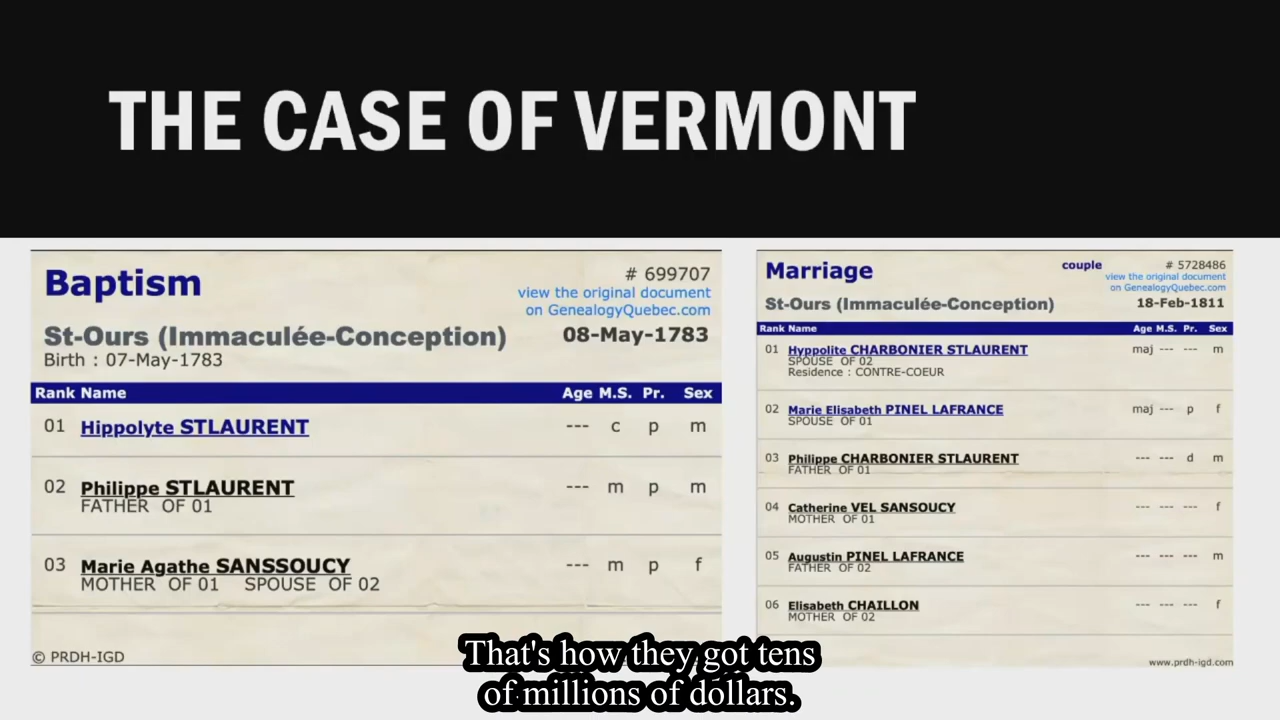 THE CASE OF VERMONT
Baptism
# 699707
view the original document
on GenealogyQuebec.com
St-Ours (Immaculée-Conception)
08-May-1783
Birth : 07-May-1783
Rank Name Age M.S. Pr. Sex
01 Hippolyte STLAURENT --- c p m
02 Philippe STLAURENT --- m p m
FATHER OF 01
03 Marie Agathe SANSSOUCY --- m p f
MOTHER OF 01 SPOUSE OF 02
© PRDH-IGD
Marriage
couple
# 5728486
view the original document
on GenealogyQuebec.com
St-Ours (Immaculée-Conception)
18-Feb-1811
Rank Name Age M.S. Pr. Sex
01 Hyppolite CHARBONIER STLAURENT maj --- --- m
SPOUSE OF 02
Residence : CONTRE-COEUR
02 Marie Elisabeth PINEL LAFRANCE maj --- p f
SPOUSE OF 01
03 Philippe CHARBONIER STLAURENT --- --- d m
FATHER OF 01
04 Catherine VEL SANSOUCY --- --- --- f
MOTHER OF 01
05 Augustin PINEL LAFRANCE --- --- --- m
FATHER OF 02
06 Elisabeth CHAILLON --- --- --- f
MOTHER OF 02
www.prdh-igd.com
That's how they got tens
of millions of dollars.